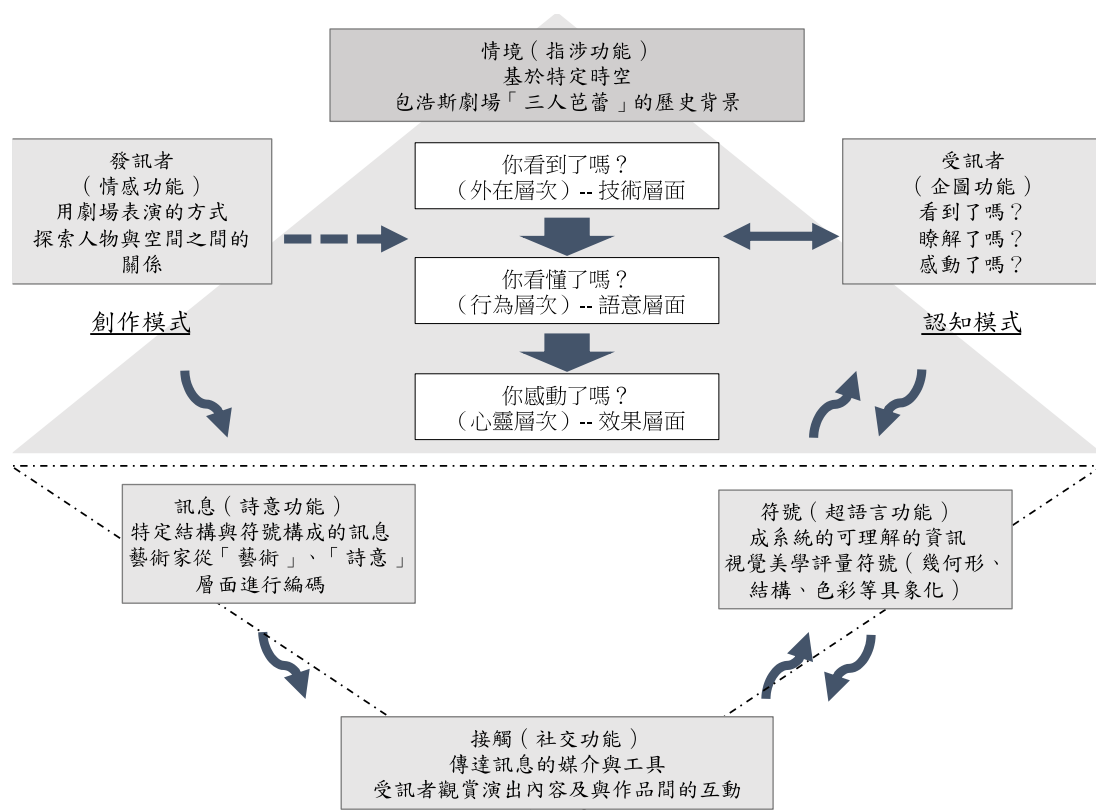 情境（指涉功能）
基於特定時空
包浩斯劇場「三人芭蕾」的歷史背景
發訊者
（情感功能）
用劇場表演的方式
探索人物與空間之間的
關係
你看到了嗎？
（外在層次）-- 技術層面
受訊者
（企圖功能）
看到了嗎？
瞭解了嗎？
感動了嗎？
你看懂了嗎？
（行為層次）-- 語意層面
創作模式
認知模式
你感動了嗎？
（心靈層次）-- 效果層面
訊息（詩意功能）
特定結構與符號構成的訊息
藝術家從「藝術」、「詩意」
層面進行編碼
符號（超語言功能）
成系統的可理解的資訊
視覺美學評量符號（幾何形、
結構、色彩等具象化）
接觸（社交功能）
傳達訊息的媒介與工具
受訊者觀賞演出內容及與作品間的互動